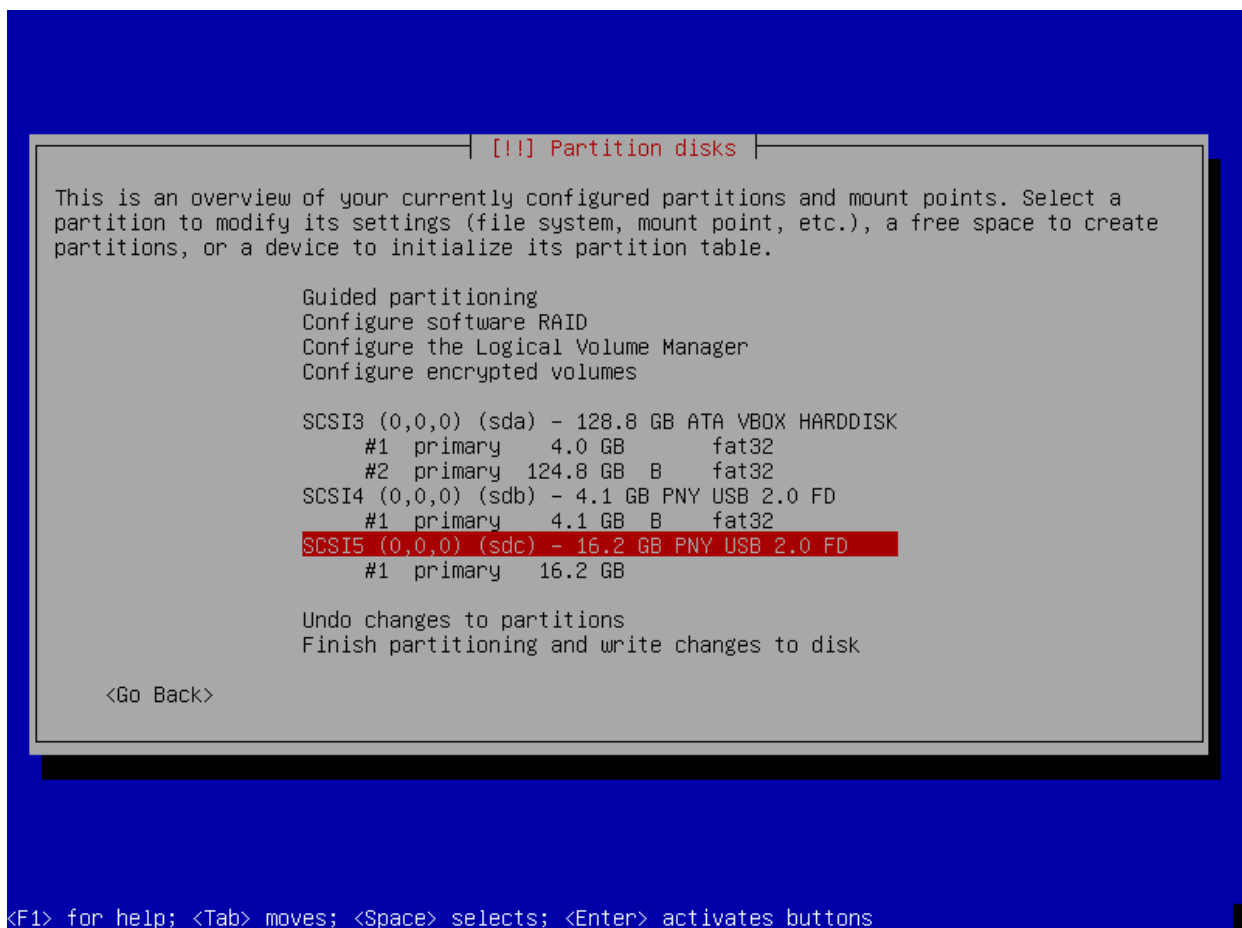 [!!] Partition disks
This is an overview of your currently configured partitions and mount points. Select a
partition to modify its settings (file system, mount point, etc.), a free space to create
partitions, or a device to initialize its partition table.
Guided partitioning
Configure software RAID
Configure the Logical Volume Manager
Configure encrypted volumes
SCSI3 (0,0,0) (sda) – 128.8 GB ATA VBOX HARDDISK
#1 primary 4.0 GB fat32
#2 primary 124.8 GB B fat32
SCSI4 (0,0,0) (sdb) – 4.1 GB PNY USB 2.0 FD
#1 primary 4.1 GB B fat32
SCSI5 (0,0,0) (sdc) – 16.2 GB PNY USB 2.0 FD
#1 primary 16.2 GB
Undo changes to partitions
Finish partitioning and write changes to disk
<Go Back>
<F1> for help; <Tab> moves; <Space> selects; <Enter> activates buttons